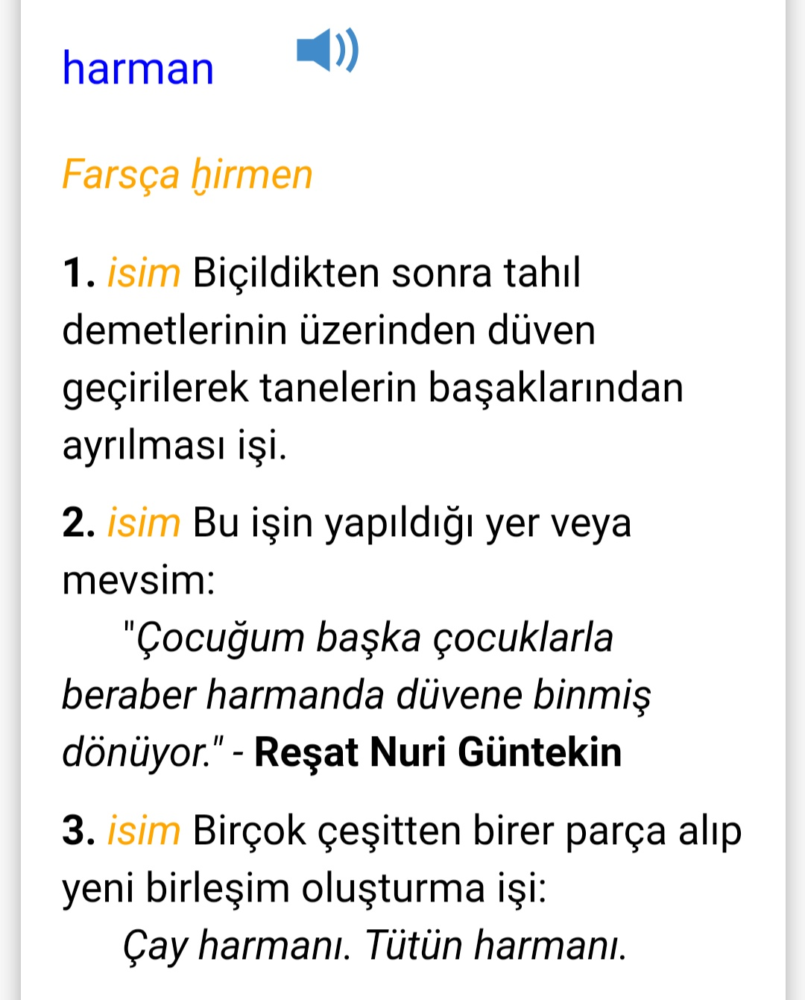 harman
Farsça ḫirmen
1. isim Biçildikten sonra tahıl
demetlerinin üzerinden düven
geçirilerek tanelerin başaklarından
ayrılması işi.
2. isim Bu işin yapıldığı yer veya
mevsim:
"Çocuğum başka çocuklarla
beraber harmanda düvene binmiş
dönüyor." - Reşat Nuri Güntekin
3. isim Birçok çeşitten birer parça alıp
yeni birleşim oluşturma işi:
Çay harmanı. Tütün harmanı.